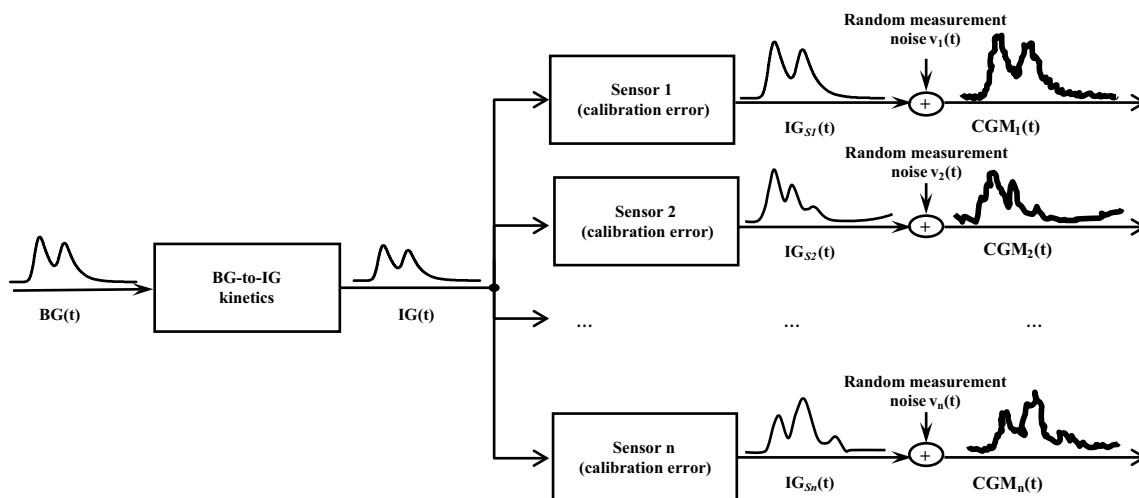 Random measurement
noise v1(t)
Sensor 1
(calibration error)
+
IGS1(t)
CGM1(t)
Random measurement
noise v2(t)
Sensor 2
(calibration error)
+
IGS2(t)
CGM2(t)
BG-to-IG
kinetics
BG(t)
IG(t)
... ... ...
Random measurement
noise vn(t)
Sensor n
(calibration error)
+
IGSn(t)
CGMn(t)